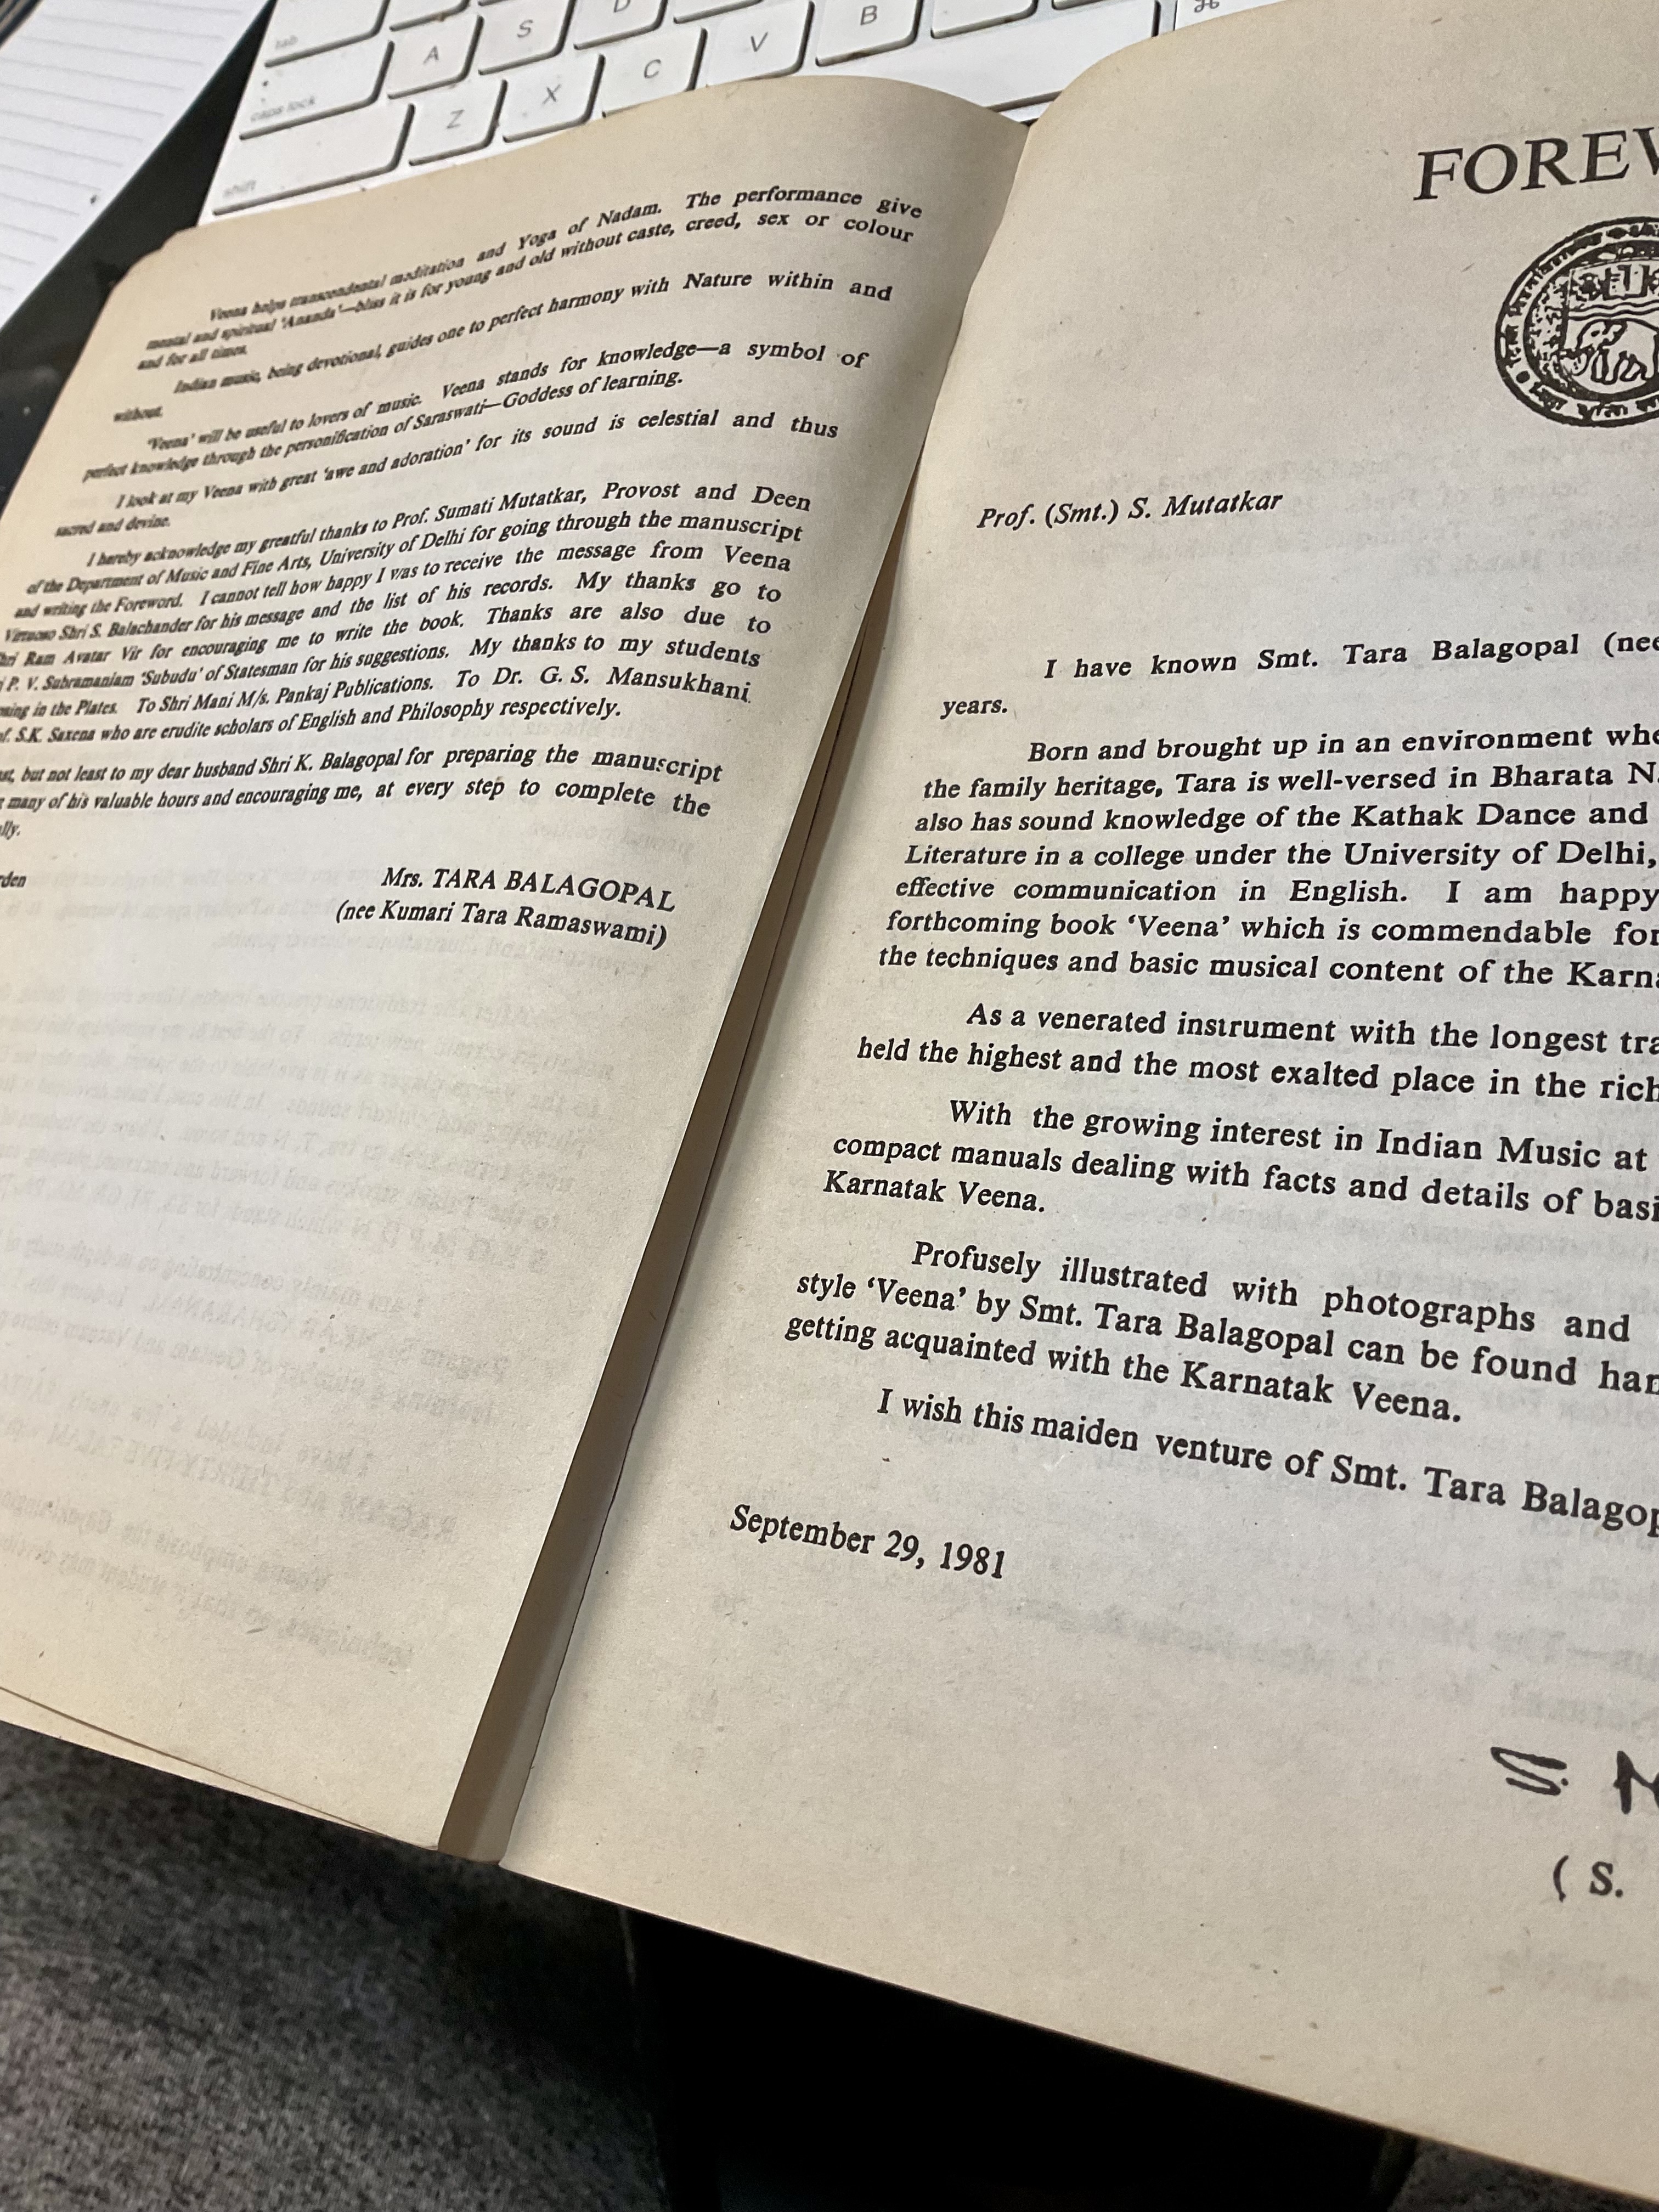 tab
A
S
D
caps lock
Z
X
C
V
B
⌘
shift
Veena helps transcendental meditation and Yoga of Nadam. The performance give
mental and spiritual 'Ananda'—bliss it is for young and old without caste, creed, sex or colour
and for all times.
Indian music, being devotional, guides one to perfect harmony with Nature within and
without.
'Veena' will be useful to lovers of music. Veena stands for knowledge—a symbol of
perfect knowledge through the personification of Saraswati—Goddess of learning.
I look at my Veena with great 'awe and adoration' for its sound is celestial and thus
sacred and devine.
I hereby acknowledge my greatful thanks to Prof. Sumati Mutatkar, Provost and Deen
of the Department of Music and Fine Arts, University of Delhi for going through the manuscript
and writing the Foreword. I cannot tell how happy I was to receive the message from Veena
Virtuoso Shri S. Balachander for his message and the list of his records. My thanks go to
Ram Avatar Vir for encouraging me to write the book. Thanks are also due to
P. V. Subramaniam 'Subudu' of Statesman for his suggestions. My thanks to my students
in the Plates. To Shri Mani M/s. Pankaj Publications. To Dr. G. S. Mansukhani
S.K. Saxena who are erudite scholars of English and Philosophy respectively.
but not least to my dear husband Shri K. Balagopal for preparing the manuscript
many of his valuable hours and encouraging me, at every step to complete the
Mrs. TARA BALAGOPAL
(nee Kumari Tara Ramaswami)
FOREW
Prof. (Smt.) S. Mutatkar
I have known Smt. Tara Balagopal (nee
years.
Born and brought up in an environment whe
the family heritage, Tara is well-versed in Bharata N
also has sound knowledge of the Kathak Dance and
Literature in a college under the University of Delhi,
effective communication in English. I am happy
forthcoming book 'Veena' which is commendable for
the techniques and basic musical content of the Karna
As a venerated instrument with the longest tra
held the highest and the most exalted place in the rich
With the growing interest in Indian Music at
compact manuals dealing with facts and details of basi
Karnatak Veena.
Profusely illustrated with photographs and
style 'Veena' by Smt. Tara Balagopal can be found han
getting acquainted with the Karnatak Veena.
I wish this maiden venture of Smt. Tara Balagop
September 29, 1981
S. M
( S.